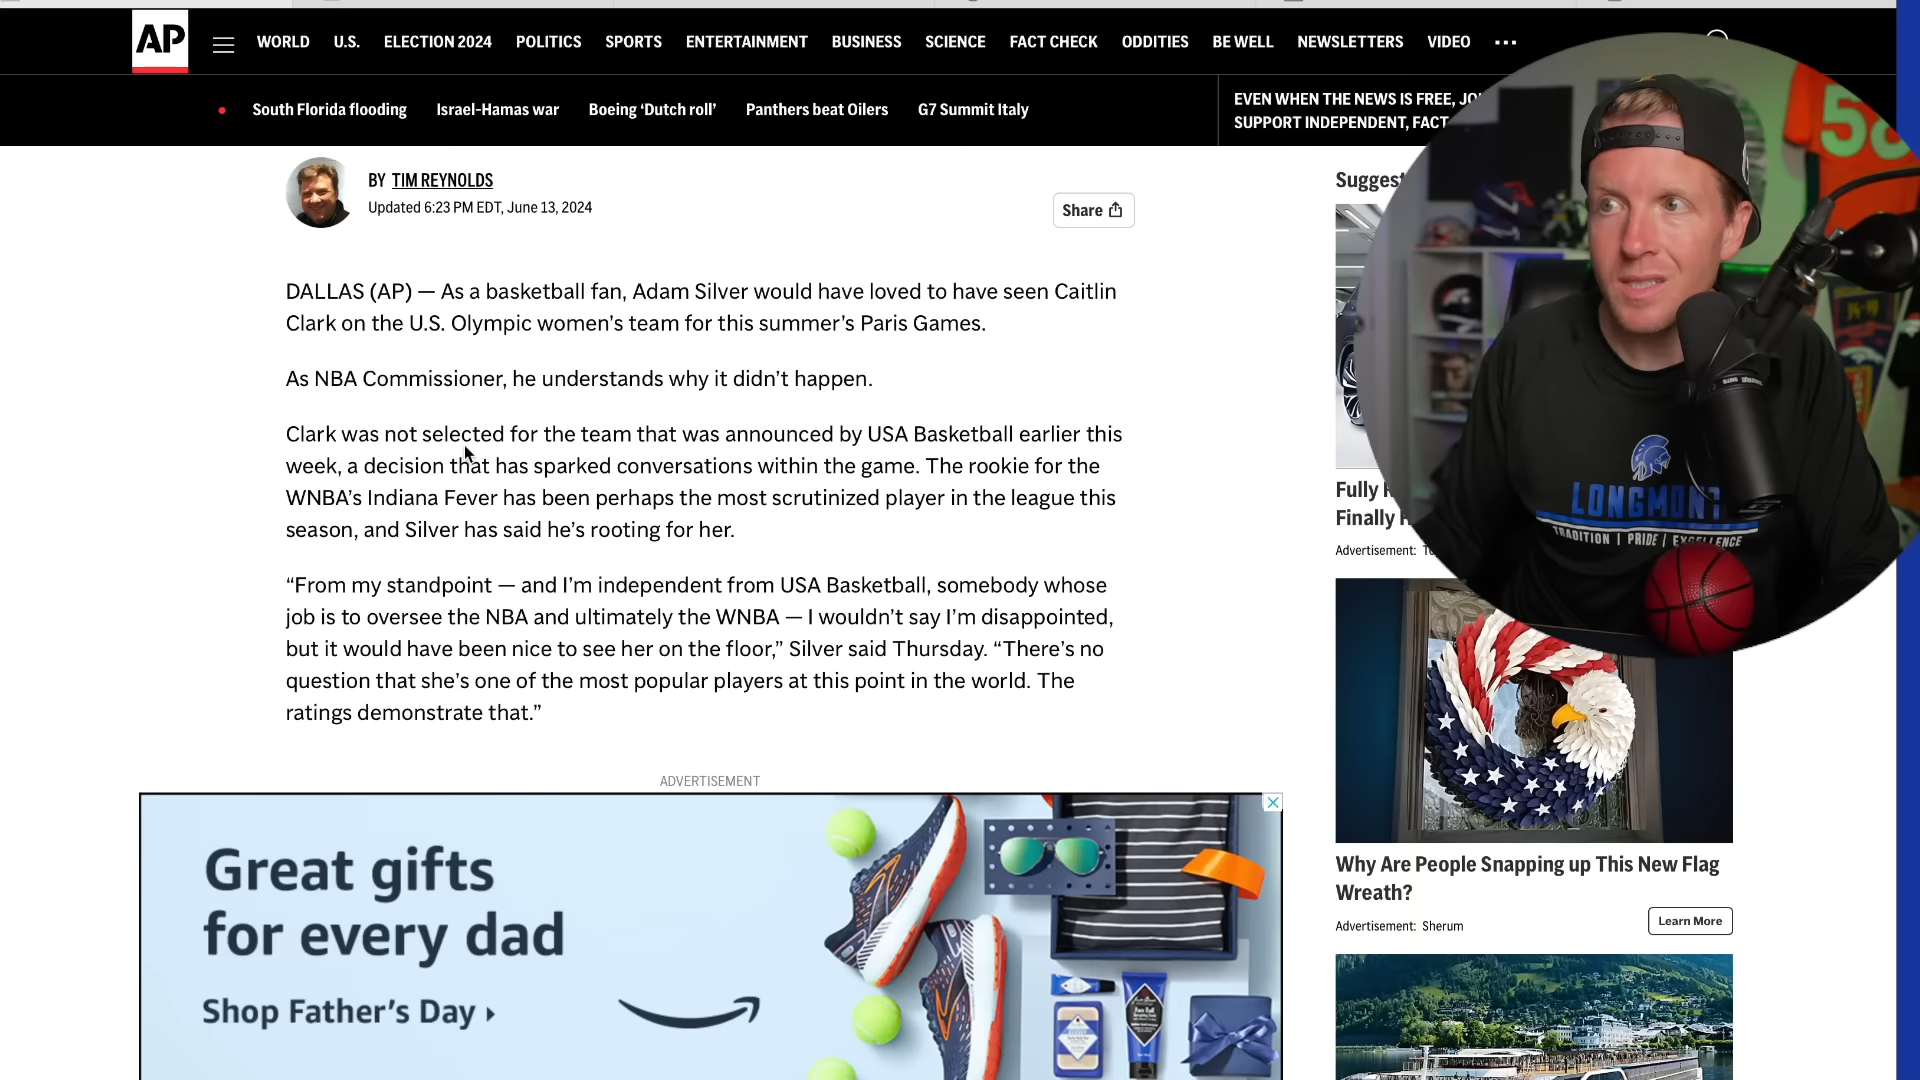 AP
WORLD U.S. ELECTION 2024 POLITICS SPORTS ENTERTAINMENT BUSINESS SCIENCE FACT CHECK ODDITIES BE WELL NEWSLETTERS VIDEO
South Florida flooding Israel-Hamas war Boeing ‘Dutch roll’ Panthers beat Oilers G7 Summit Italy
EVEN WHEN THE NEWS IS FREE,
SUPPORT INDEPENDENT,
BY TIM REYNOLDS
Updated 6:23 PM EDT, June 13, 2024
Share
DALLAS (AP) — As a basketball fan, Adam Silver would have loved to have seen Caitlin
Clark on the U.S. Olympic women’s team for this summer’s Paris Games.
As NBA Commissioner, he understands why it didn’t happen.
Clark was not selected for the team that was announced by USA Basketball earlier this
week, a decision that has sparked conversations within the game. The rookie for the
WNBA’s Indiana Fever has been perhaps the most scrutinized player in the league this
season, and Silver has said he’s rooting for her.
“From my standpoint — and I’m independent from USA Basketball, somebody whose
job is to oversee the NBA and ultimately the WNBA — I wouldn’t say I’m disappointed,
but it would have been nice to see her on the floor,” Silver said Thursday. “There’s no
question that she’s one of the most popular players at this point in the world. The
ratings demonstrate that.”
ADVERTISEMENT
Great gifts
for every dad
Shop Father’s Day
Fully
Finally
Advertisement:
Why Are People Snapping up This New Flag
Wreath?
Advertisement: Sherum
Learn More
LONGMONT
TRADITION | PRIDE | EXCELLENCE